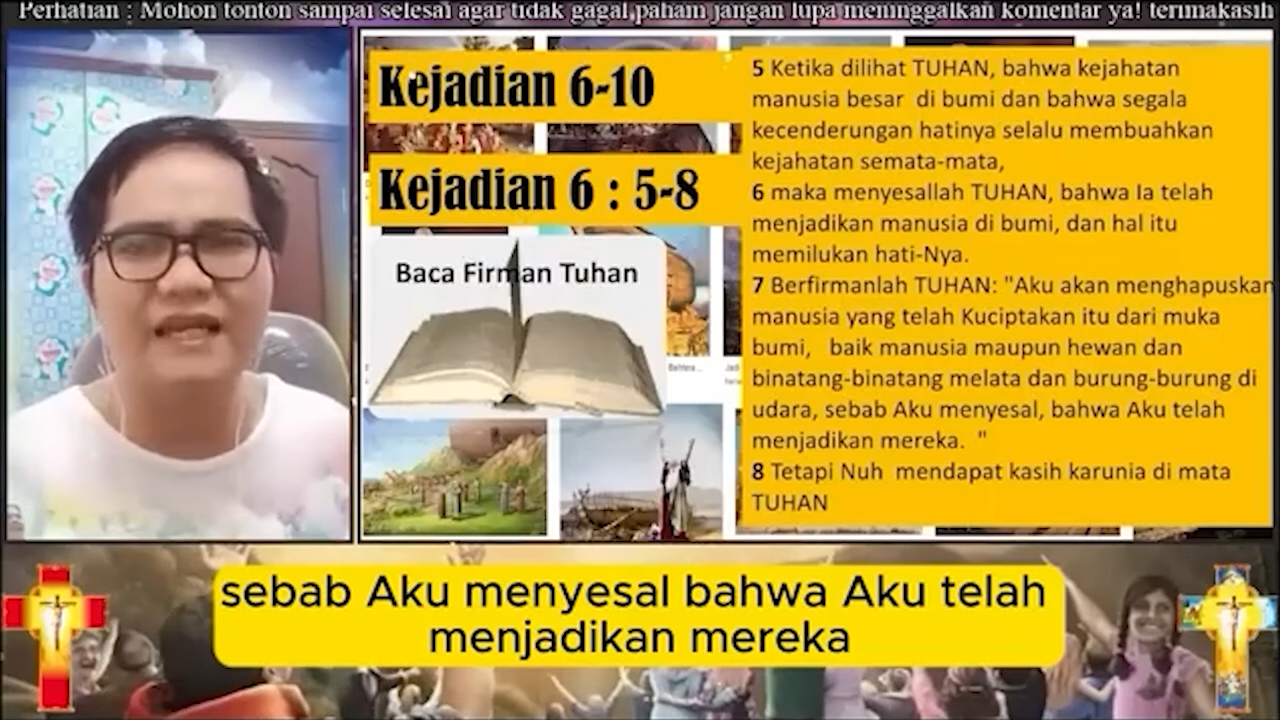 Perhatian : Mohon tonton sampai selesai agar tidak gagal paham jangan lupa meninggalkan komentar ya! terimakasih
Kejadian 6-10
Kejadian 6 : 5-8
Baca Firman Tuhan
5 Ketika dilihat TUHAN, bahwa kejahatan
manusia besar di bumi dan bahwa segala
kecenderungan hatinya selalu membuahkan
kejahatan semata-mata,
6 maka menyesallah TUHAN, bahwa Ia telah
menjadikan manusia di bumi, dan hal itu
memilukan hati-Nya.
7 Berfirmanlah TUHAN: "Aku akan menghapuskan
manusia yang telah Kuciptakan itu dari muka
bumi, baik manusia maupun hewan dan
binatang-binatang melata dan burung-burung di
udara, sebab Aku menyesal, bahwa Aku telah
menjadikan mereka. "
8 Tetapi Nuh mendapat kasih karunia di mata
TUHAN
sebab Aku menyesal bahwa Aku telah
menjadikan mereka